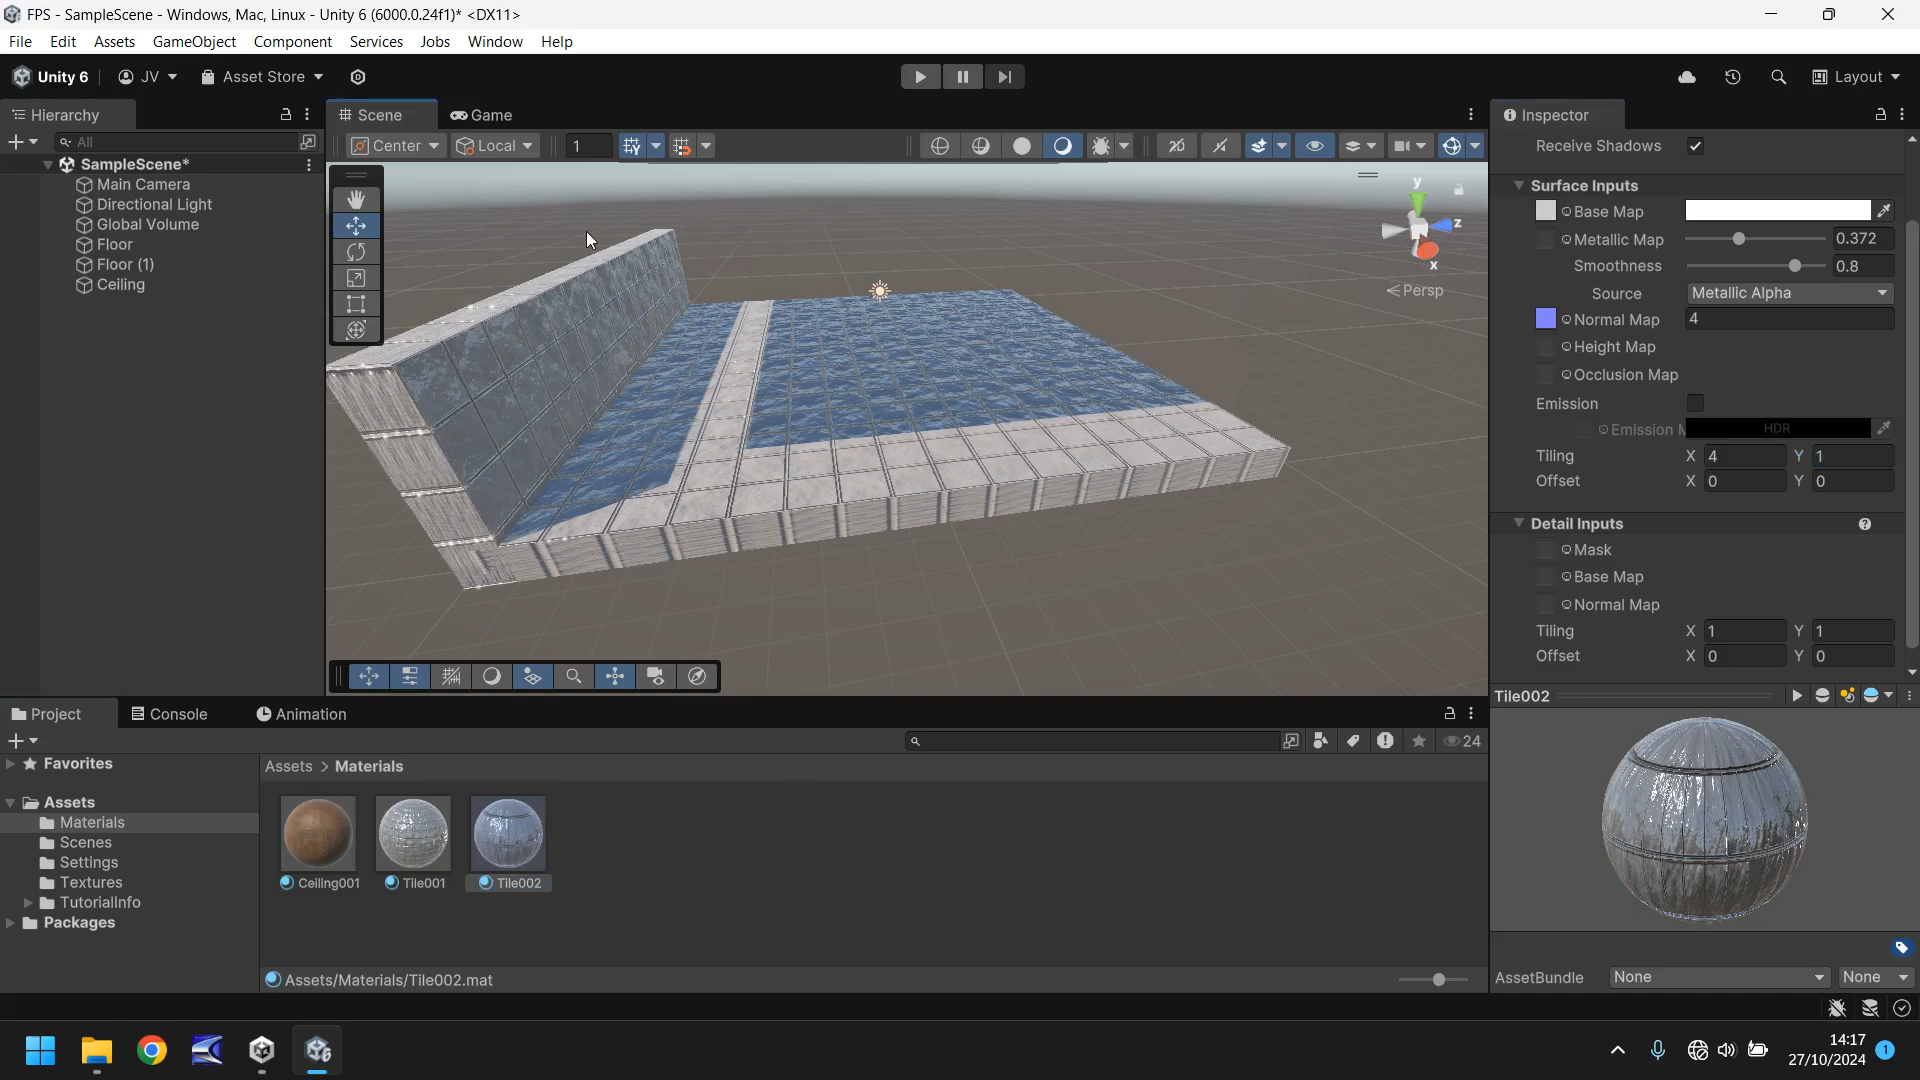 FPS - SampleScene - Windows, Mac, Linux - Unity 6 (6000.0.24f1)* <DX11>
File Edit Assets GameObject Component Services Jobs Window Help
Unity 6 JV Asset Store Layout
Hierarchy
All
SampleScene*
Main Camera
Directional Light
Global Volume
Floor
Floor (1)
Ceiling
Scene Game
Center Local 1
y
z
x
Persp
Inspector
Receive Shadows
Surface Inputs
Base Map
Metallic Map 0.372
Smoothness 0.8
Source Metallic Alpha
Normal Map 4
Height Map
Occlusion Map
Emission
Emission M HDR
Tiling X 4 Y 1
Offset X 0 Y 0
Detail Inputs
Mask
Base Map
Normal Map
Tiling X 1 Y 1
Offset X 0 Y 0
Tile002
AssetBundle None None
Project Console Animation
24
Favorites
Assets
Materials
Scenes
Settings
Textures
TutorialInfo
Packages
Assets > Materials
Ceiling001 Tile001 Tile002
Assets/Materials/Tile002.mat
14:17
27/10/2024
1